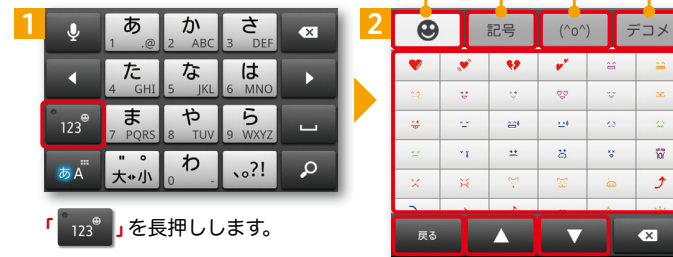 1
あ
1 .@
か
2 ABC
さ
3 DEF
た
4 GHI
な
5 JKL
は
6 MNO
123
ま
7 PQRS
や
8 TUV
ら
9 WXYZ
あA
大⇔小
わ
0 -
、。?!
「 123 」を長押しします。
2
記号
(^o^)
デコメ
戻る